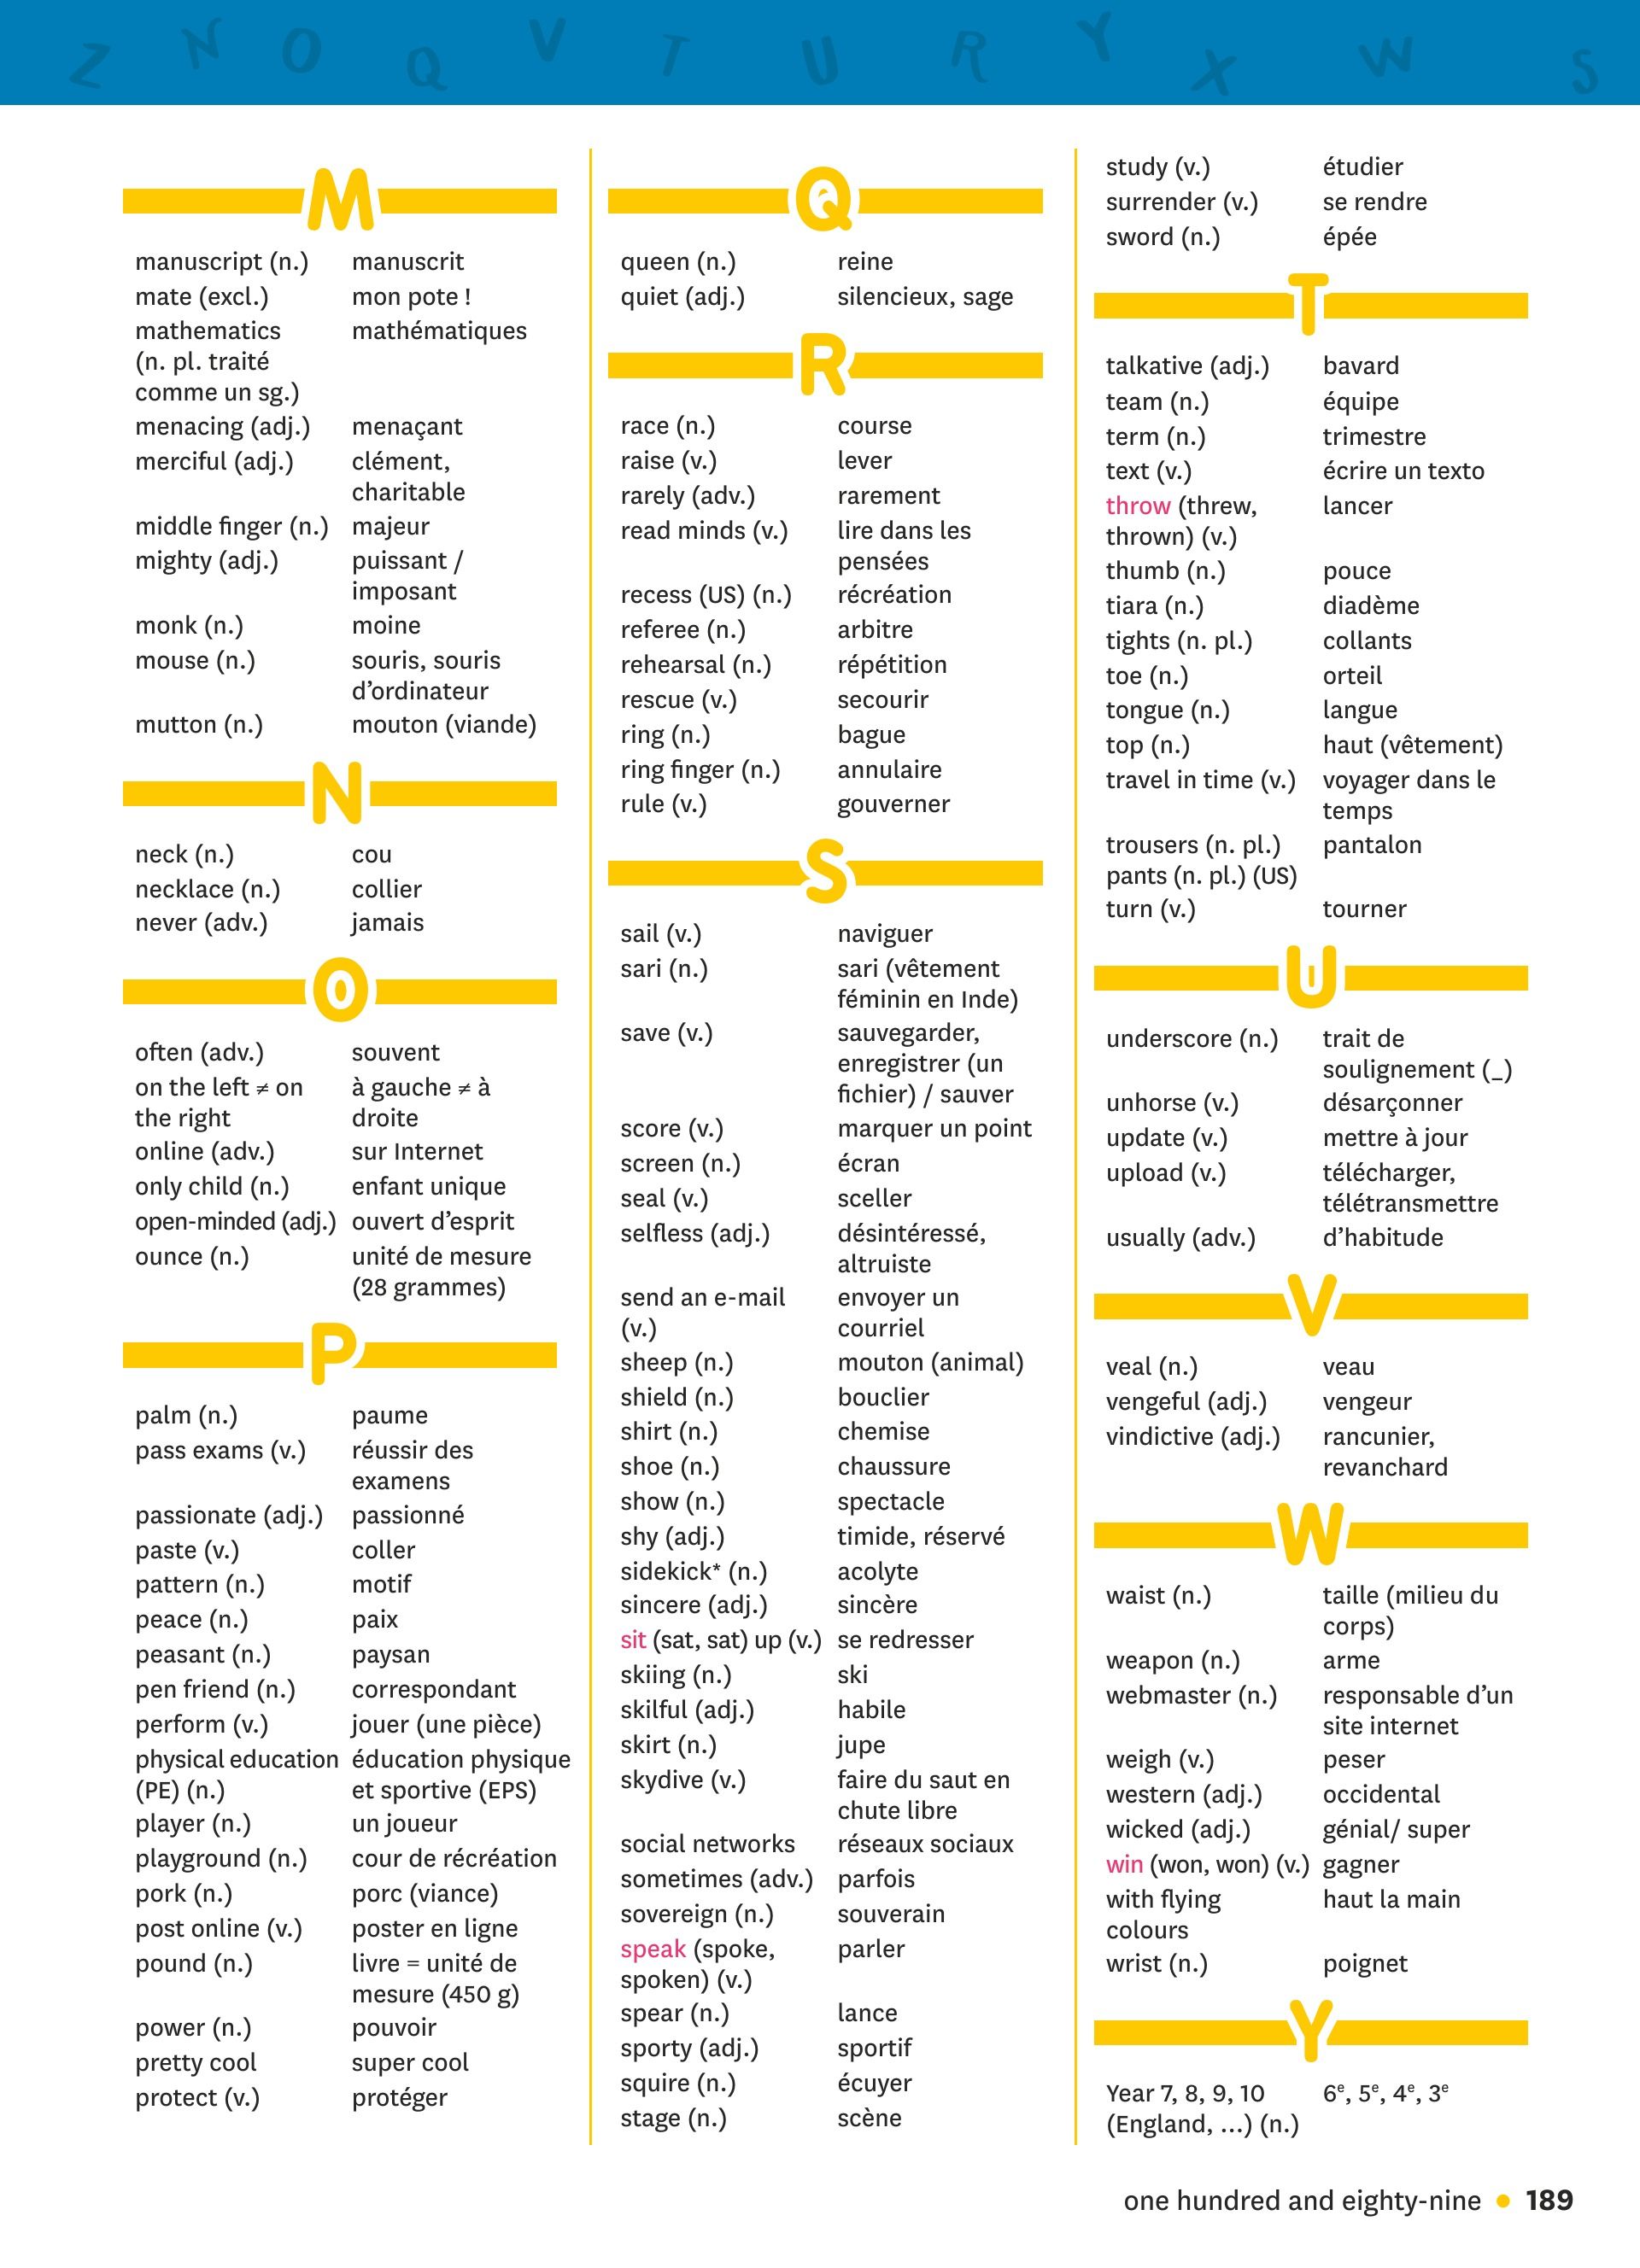 Z N O Q V T U R Y X W S
M
manuscript (n.) manuscrit
mate (excl.) mon pote !
mathematics mathématiques
(n. pl. traité
comme un sg.)
menacing (adj.) menaçant
merciful (adj.) clément,
charitable
middle finger (n.) majeur
mighty (adj.) puissant /
imposant
monk (n.) moine
mouse (n.) souris, souris
d’ordinateur
mutton (n.) mouton (viande)
N
neck (n.) cou
necklace (n.) collier
never (adv.) jamais
O
often (adv.) souvent
on the left ≠ on à gauche ≠ à
the right droite
online (adv.) sur Internet
only child (n.) enfant unique
open-minded (adj.) ouvert d’esprit
ounce (n.) unité de mesure
(28 grammes)
P
palm (n.) paume
pass exams (v.) réussir des
examens
passionate (adj.) passionné
paste (v.) coller
pattern (n.) motif
peace (n.) paix
peasant (n.) paysan
pen friend (n.) correspondant
perform (v.) jouer (une pièce)
physical education éducation physique
(PE) (n.) et sportive (EPS)
player (n.) un joueur
playground (n.) cour de récréation
pork (n.) porc (viance)
post online (v.) poster en ligne
pound (n.) livre = unité de
mesure (450 g)
power (n.) pouvoir
pretty cool super cool
protect (v.) protéger
Q
queen (n.) reine
quiet (adj.) silencieux, sage
R
race (n.) course
raise (v.) lever
rarely (adv.) rarement
read minds (v.) lire dans les
pensées
recess (US) (n.) récréation
referee (n.) arbitre
rehearsal (n.) répétition
rescue (v.) secourir
ring (n.) bague
ring finger (n.) annulaire
rule (v.) gouverner
S
sail (v.) naviguer
sari (n.) sari (vêtement
féminin en Inde)
save (v.) sauvegarder,
enregistrer (un
fichier) / sauver
score (v.) marquer un point
screen (n.) écran
seal (v.) sceller
selfless (adj.) désintéressé,
altruiste
send an e-mail envoyer un
(v.) courriel
sheep (n.) mouton (animal)
shield (n.) bouclier
shirt (n.) chemise
shoe (n.) chaussure
show (n.) spectacle
shy (adj.) timide, réservé
sidekick* (n.) acolyte
sincere (adj.) sincère
sit (sat, sat) up (v.) se redresser
skiing (n.) ski
skilful (adj.) habile
skirt (n.) jupe
skydive (v.) faire du saut en
chute libre
social networks réseaux sociaux
sometimes (adv.) parfois
sovereign (n.) souverain
speak (spoke, parler
spoken) (v.)
spear (n.) lance
sporty (adj.) sportif
squire (n.) écuyer
stage (n.) scène
study (v.) étudier
surrender (v.) se rendre
sword (n.) épée
T
talkative (adj.) bavard
team (n.) équipe
term (n.) trimestre
text (v.) écrire un texto
throw (threw, lancer
thrown) (v.)
thumb (n.) pouce
tiara (n.) diadème
tights (n. pl.) collants
toe (n.) orteil
tongue (n.) langue
top (n.) haut (vêtement)
travel in time (v.) voyager dans le
temps
trousers (n. pl.) pantalon
pants (n. pl.) (US)
turn (v.) tourner
U
underscore (n.) trait de
soulignement (_)
unhorse (v.) désarçonner
update (v.) mettre à jour
upload (v.) télécharger,
télétransmettre
usually (adv.) d’habitude
V
veal (n.) veau
vengeful (adj.) vengeur
vindictive (adj.) rancunier,
revanchard
W
waist (n.) taille (milieu du
corps)
weapon (n.) arme
webmaster (n.) responsable d’un
site internet
weigh (v.) peser
western (adj.) occidental
wicked (adj.) génial/ super
win (won, won) (v.) gagner
with flying haut la main
colours
wrist (n.) poignet
Y
Year 7, 8, 9, 10 6e, 5e, 4e, 3e
(England, ...) (n.)
one hundred and eighty-nine • 189